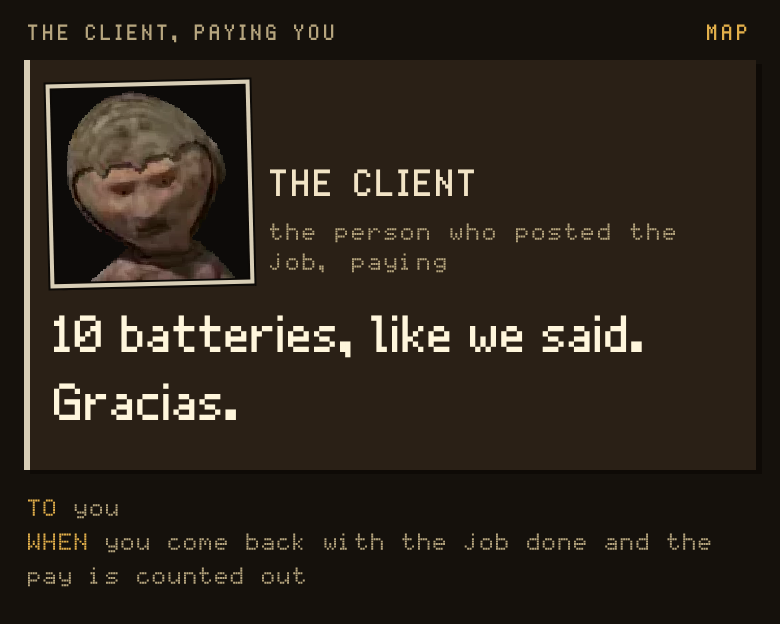 THE CLIENT, PAYING YOU
MAP
THE CLIENT
the person who posted the
job, paying
10 batteries, like we said.
Gracias.
TO you
WHEN you come back with the job done and the
pay is counted out